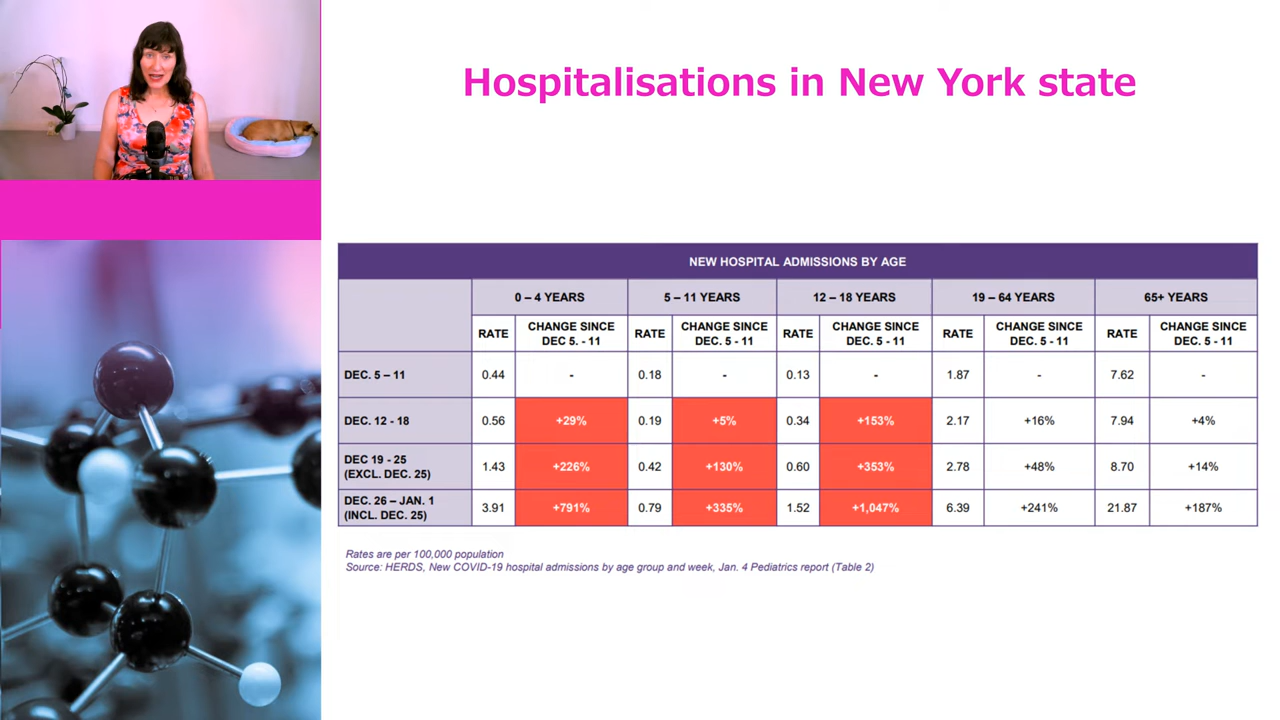 Hospitalisations in New York state
NEW HOSPITAL ADMISSIONS BY AGE
0 – 4 YEARS 5 – 11 YEARS 12 – 18 YEARS 19 – 64 YEARS 65+ YEARS
RATE CHANGE SINCE DEC 5. - 11 RATE CHANGE SINCE DEC. 5 - 11 RATE CHANGE SINCE DEC. 5 - 11 RATE CHANGE SINCE DEC. 5 - 11 RATE CHANGE SINCE DEC. 5 - 11
DEC. 5 – 11 0.44 - 0.18 - 0.13 - 1.87 - 7.62 -
DEC. 12 - 18 0.56 +29% 0.19 +5% 0.34 +153% 2.17 +16% 7.94 +4%
DEC 19 - 25 (EXCL. DEC. 25) 1.43 +226% 0.42 +130% 0.60 +353% 2.78 +48% 8.70 +14%
DEC. 26 – JAN. 1 (INCL. DEC. 25) 3.91 +791% 0.79 +335% 1.52 +1,047% 6.39 +241% 21.87 +187%
Rates are per 100,000 population
Source: HERDS, New COVID-19 hospital admissions by age group and week, Jan. 4 Pediatrics report (Table 2)